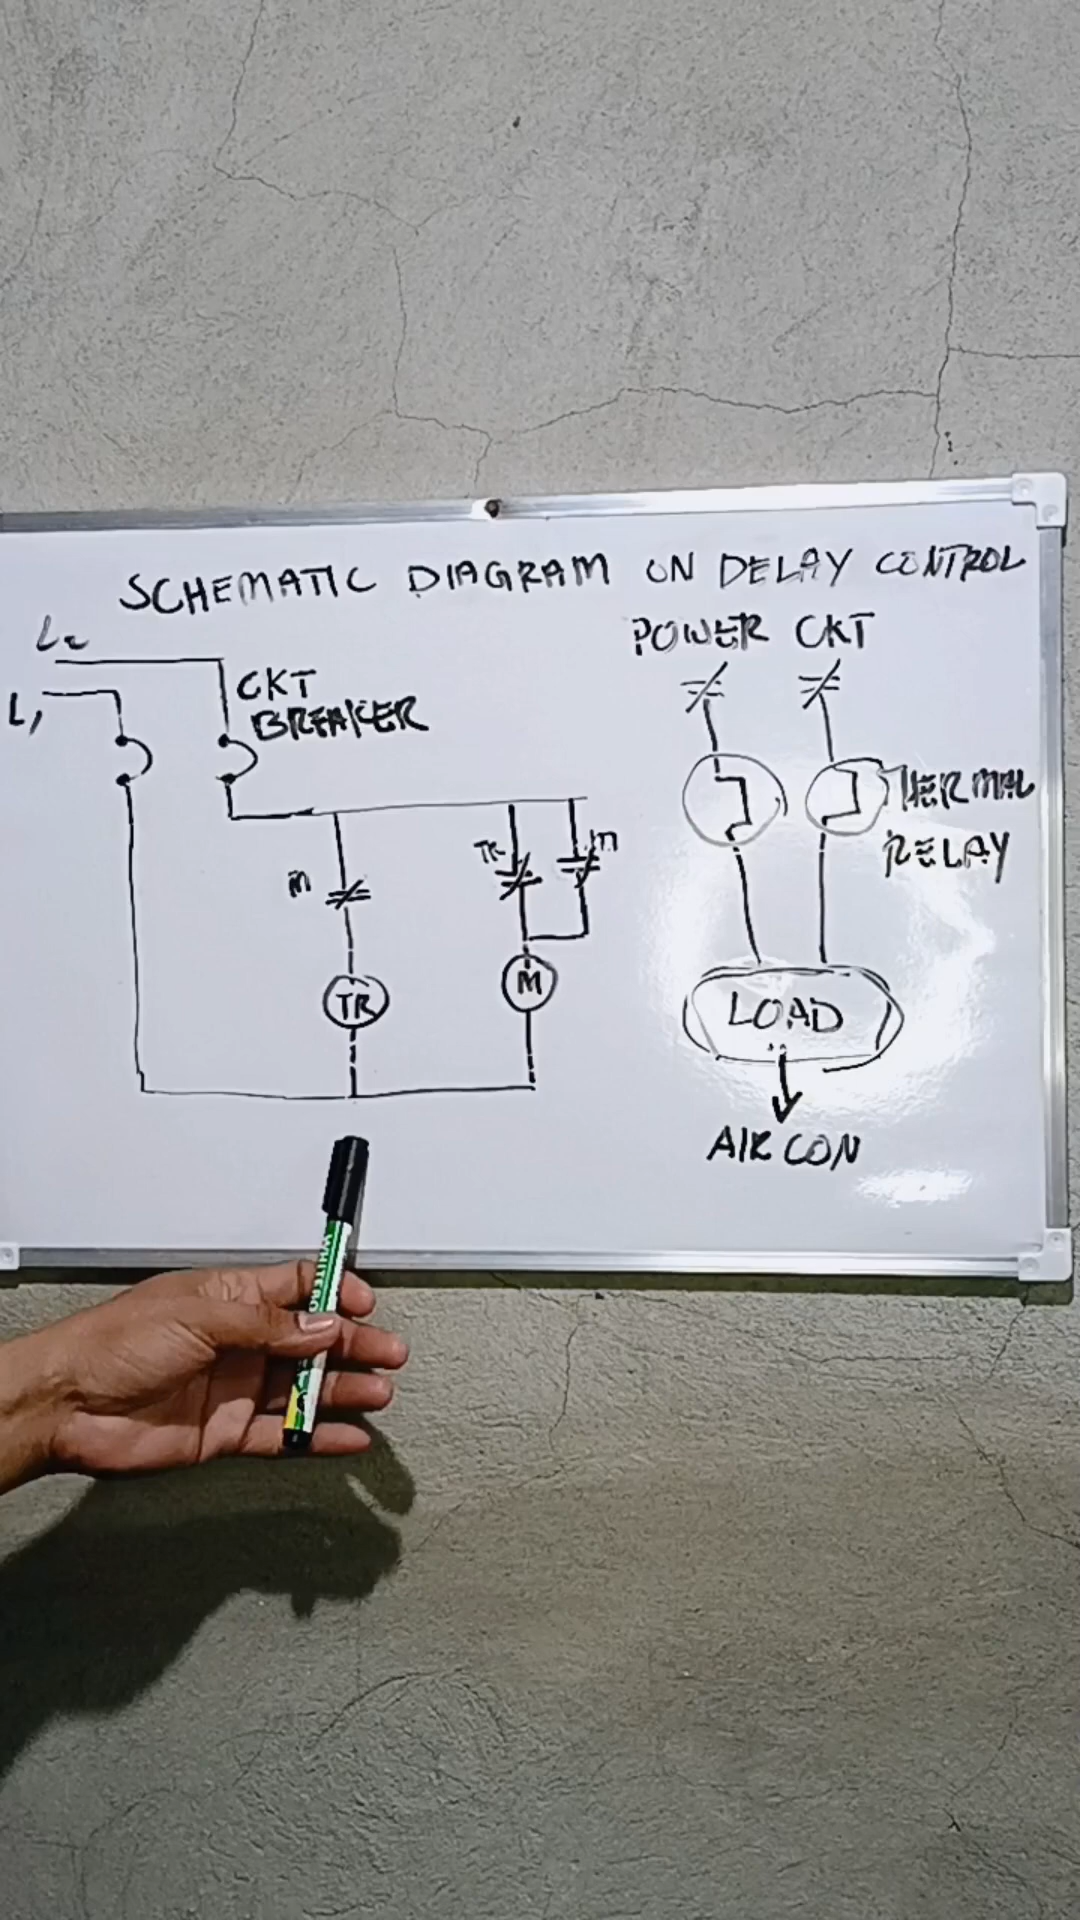 SCHEMATIC DIAGRAM ON DELAY CONTROL
POWER CKT
L2
L1
CKT
BREAKER
THERMAL
RELAY
m
TR
m
TR
M
LOAD
AIR CON